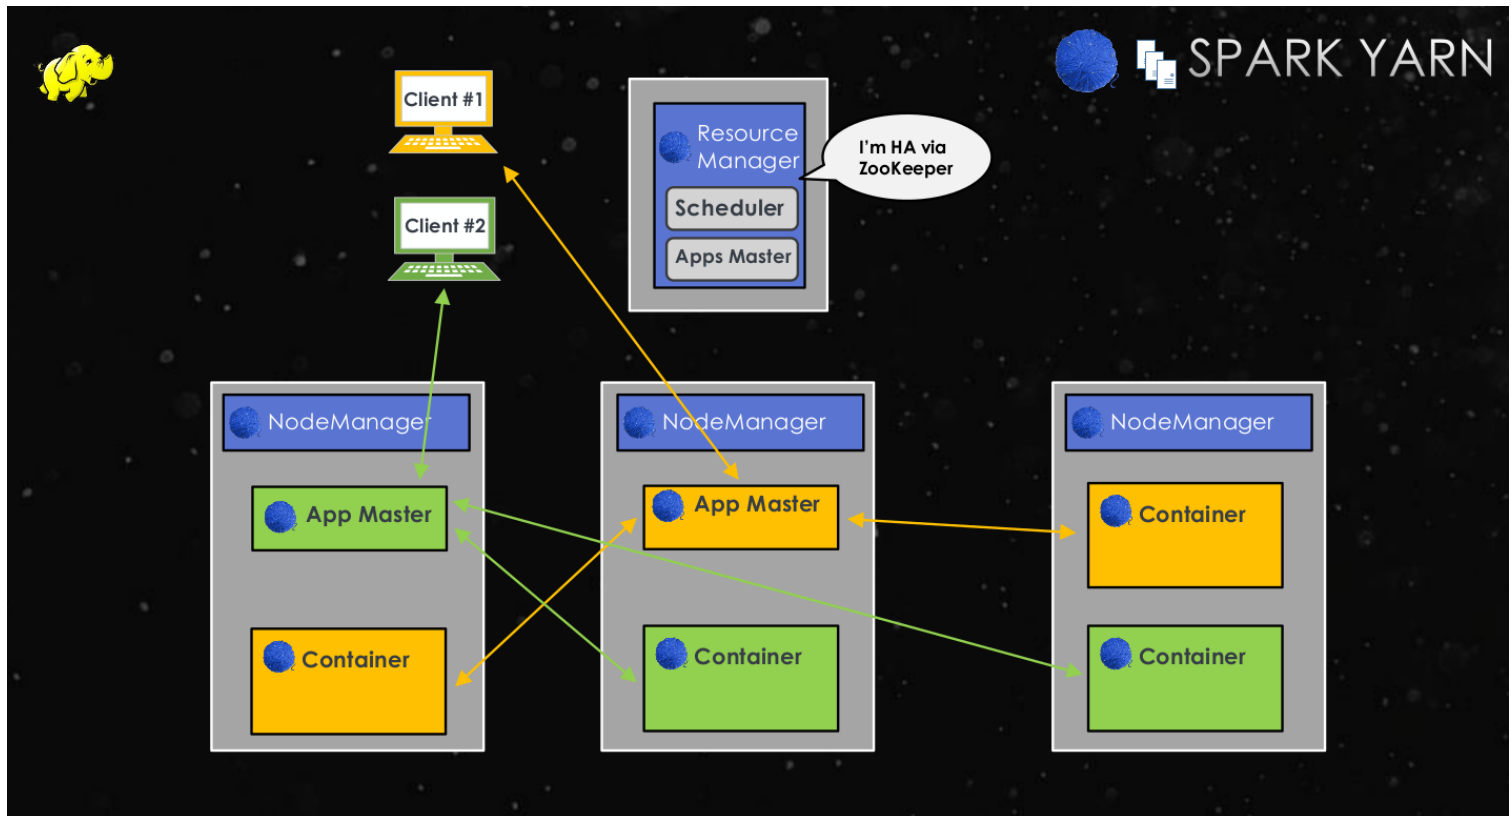 SPARK YARN
Client #1
Client #2
Resource
Manager
Scheduler
Apps Master
I'm HA via
ZooKeeper
NodeManager
App Master
Container
NodeManager
App Master
Container
NodeManager
Container
Container